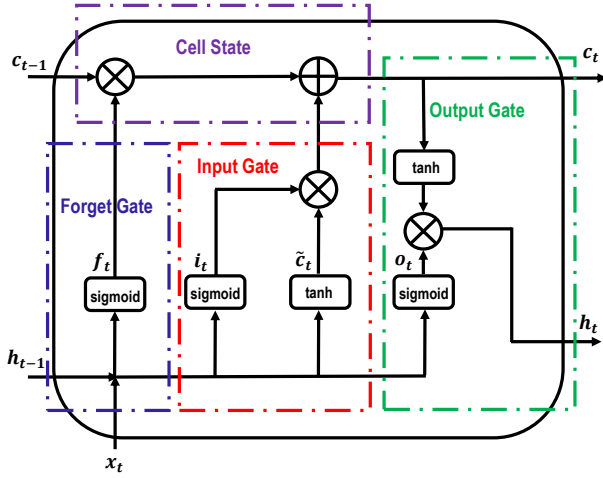 Cell State
c_{t-1}
c_t
Output Gate
Input Gate
tanh
Forget Gate
f_t
i_t
c̃_t
o_t
sigmoid
sigmoid
tanh
sigmoid
h_t
h_{t-1}
x_t